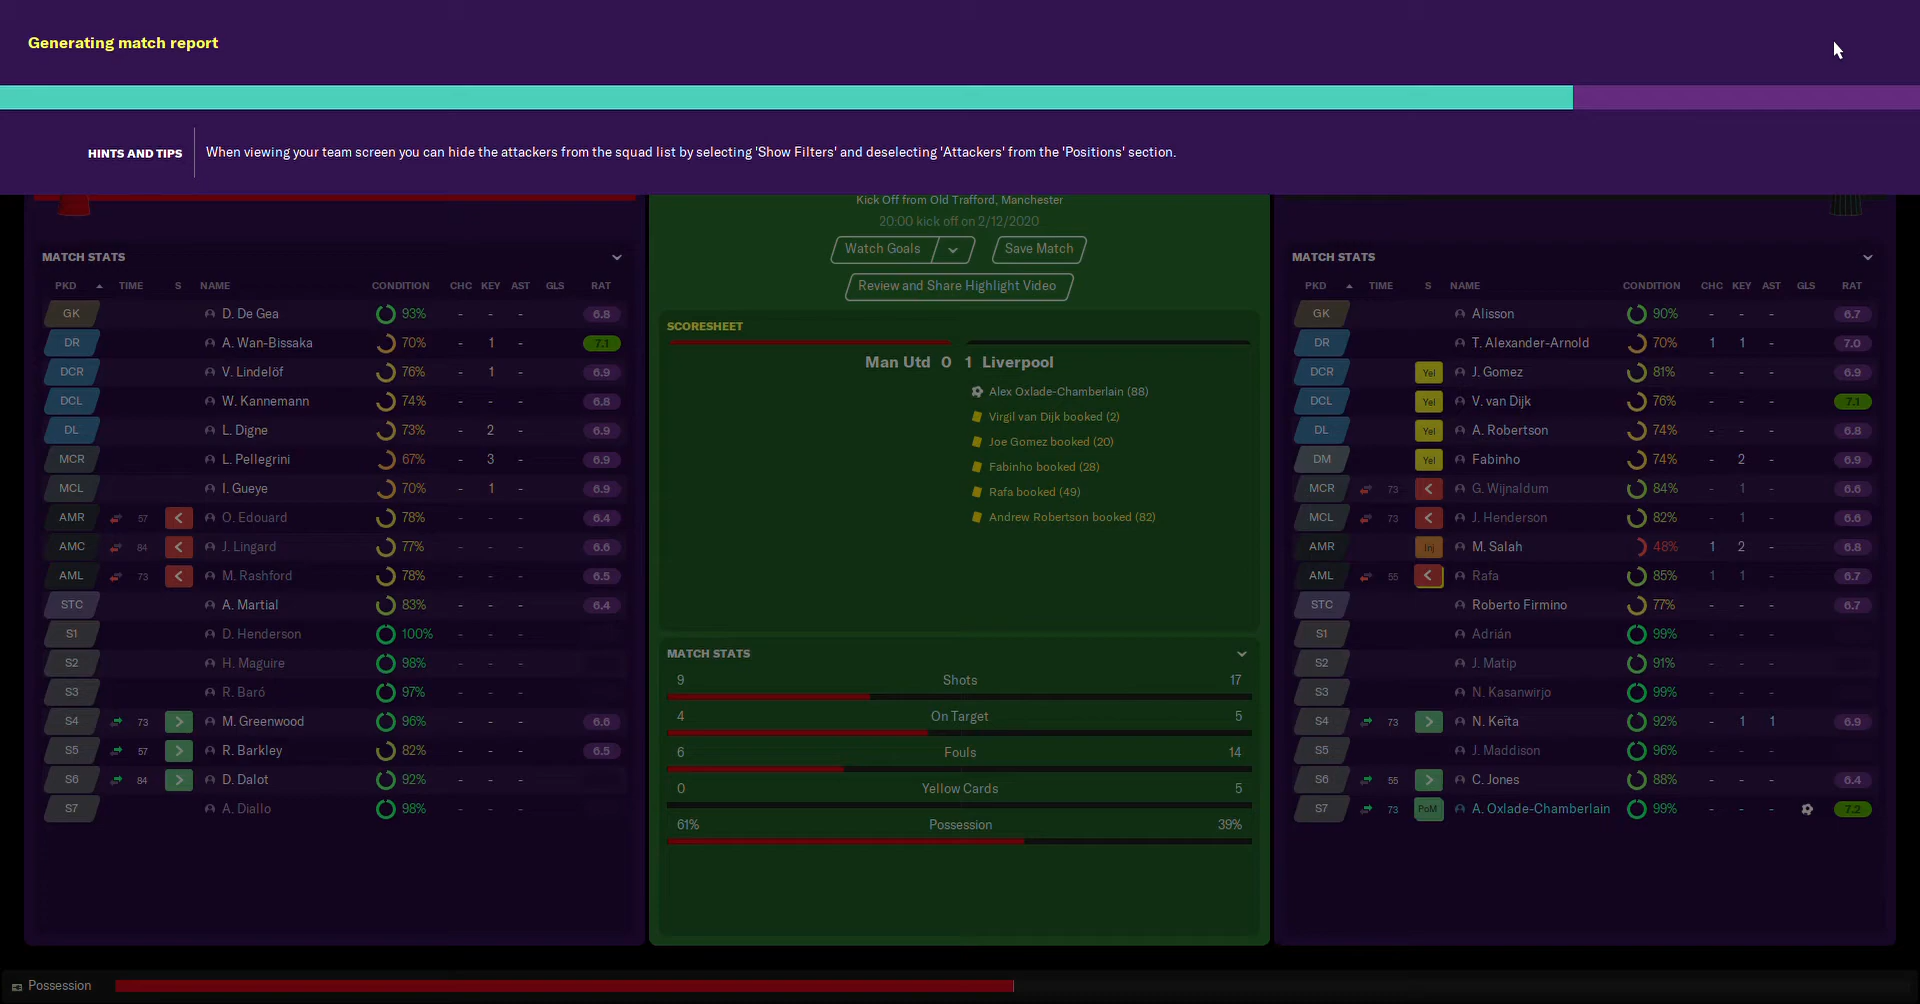 Generating match report
HINTS AND TIPS When viewing your team screen you can hide the attackers from the squad list by selecting 'Show Filters' and deselecting 'Attackers' from the 'Positions' section.
MATCH STATS
PKD TIME S NAME CONDITION CHC KEY AST GLS RAT
GK D. De Gea 93% - - - 6.8
DR A. Wan-Bissaka 70% - 1 - 7.1
DCR V. Lindelöf 76% - 1 - 6.9
DCL W. Kannemann 74% - - - 6.8
DL L. Digne 73% - 2 - 6.9
MCR L. Pellegrini 67% - 3 - 6.9
MCL I. Gueye 70% - 1 - 6.9
AMR 57 < O. Edouard 78% - - - 6.4
AMC 84 < J. Lingard 77% - - - 6.6
AML 73 < M. Rashford 78% - - - 6.5
STC A. Martial 83% - - - 6.4
S1 D. Henderson 100% - - -
S2 H. Maguire 98% - - -
S3 R. Baró 97% - - -
S4 73 > M. Greenwood 96% - - - 6.6
S5 57 > R. Barkley 82% - - - 6.5
S6 84 > D. Dalot 92% - - -
S7 A. Diallo 98% - - -
Kick Off from Old Trafford, Manchester
20:00 kick off on 2/12/2020
Watch Goals Save Match
Review and Share Highlight Video
SCORESHEET
Man Utd 0 1 Liverpool
Alex Oxlade-Chamberlain (88)
Virgil van Dijk booked (2)
Joe Gomez booked (20)
Fabinho booked (28)
Rafa booked (49)
Andrew Robertson booked (82)
MATCH STATS
9 Shots 17
4 On Target 5
6 Fouls 14
0 Yellow Cards 5
61% Possession 39%
MATCH STATS
PKD TIME S NAME CONDITION CHC KEY AST GLS RAT
GK Alisson 90% - - - 6.7
DR T. Alexander-Arnold 70% 1 1 - 7.0
DCR Yel J. Gomez 81% - - - 6.9
DCL Yel V. van Dijk 76% - - - 7.1
DL Yel A. Robertson 74% - - - 6.8
DM Yel Fabinho 74% - 2 - 6.9
MCR 73 < G. Wijnaldum 84% - 1 - 6.6
MCL 73 < J. Henderson 82% - 1 - 6.6
AMR Inj M. Salah 48% 1 2 - 6.8
AML 55 < Rafa 85% 1 1 - 6.7
STC Roberto Firmino 77% - - - 6.7
S1 Adrián 99% - - -
S2 J. Matip 91% - - -
S3 N. Kasanwirjo 99% - - -
S4 73 > N. Keïta 92% - 1 1 6.9
S5 J. Maddison 96% - - -
S6 55 > C. Jones 88% - - - 6.4
S7 73 PoM A. Oxlade-Chamberlain 99% - - - 7.2
Possession